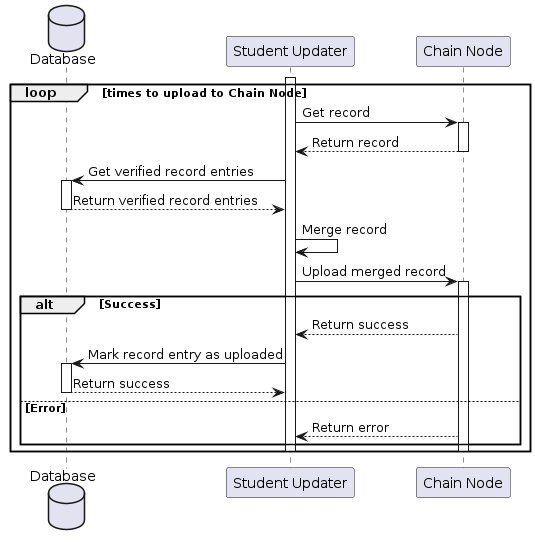 Database
Student Updater
Chain Node
loop
[times to upload to Chain Node]
Get record
Return record
Get verified record entries
Return verified record entries
Merge record
Upload merged record
alt
[Success]
Return success
Mark record entry as uploaded
Return success
[Error]
Return error
Database
Student Updater
Chain Node